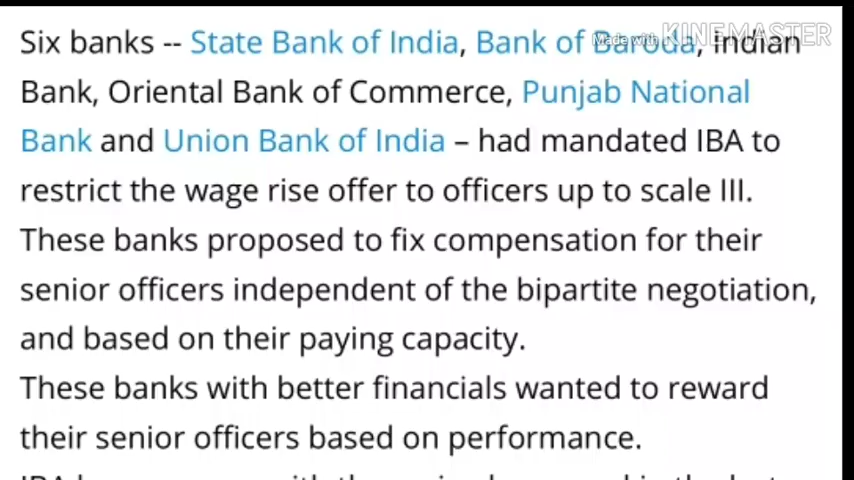 Six banks -- State Bank of India, Bank of Baroda, Indian
Made with KINEMASTER
Bank, Oriental Bank of Commerce, Punjab National
Bank and Union Bank of India – had mandated IBA to
restrict the wage rise offer to officers up to scale III.
These banks proposed to fix compensation for their
senior officers independent of the bipartite negotiation,
and based on their paying capacity.
These banks with better financials wanted to reward
their senior officers based on performance.